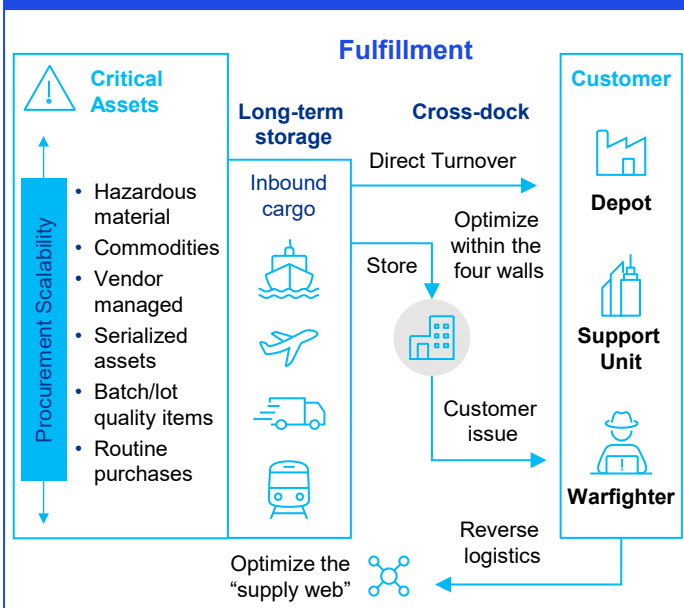 Fulfillment
Critical
Assets
Procurement Scalability
• Hazardous
material
• Commodities
• Vendor
managed
• Serialized
assets
• Batch/lot
quality items
• Routine
purchases
Long-term
storage
Inbound
cargo
Cross-dock
Direct Turnover
Optimize
within the
four walls
Store
Customer
issue
Customer
Depot
Support
Unit
Warfighter
Reverse
logistics
Optimize the
“supply web”